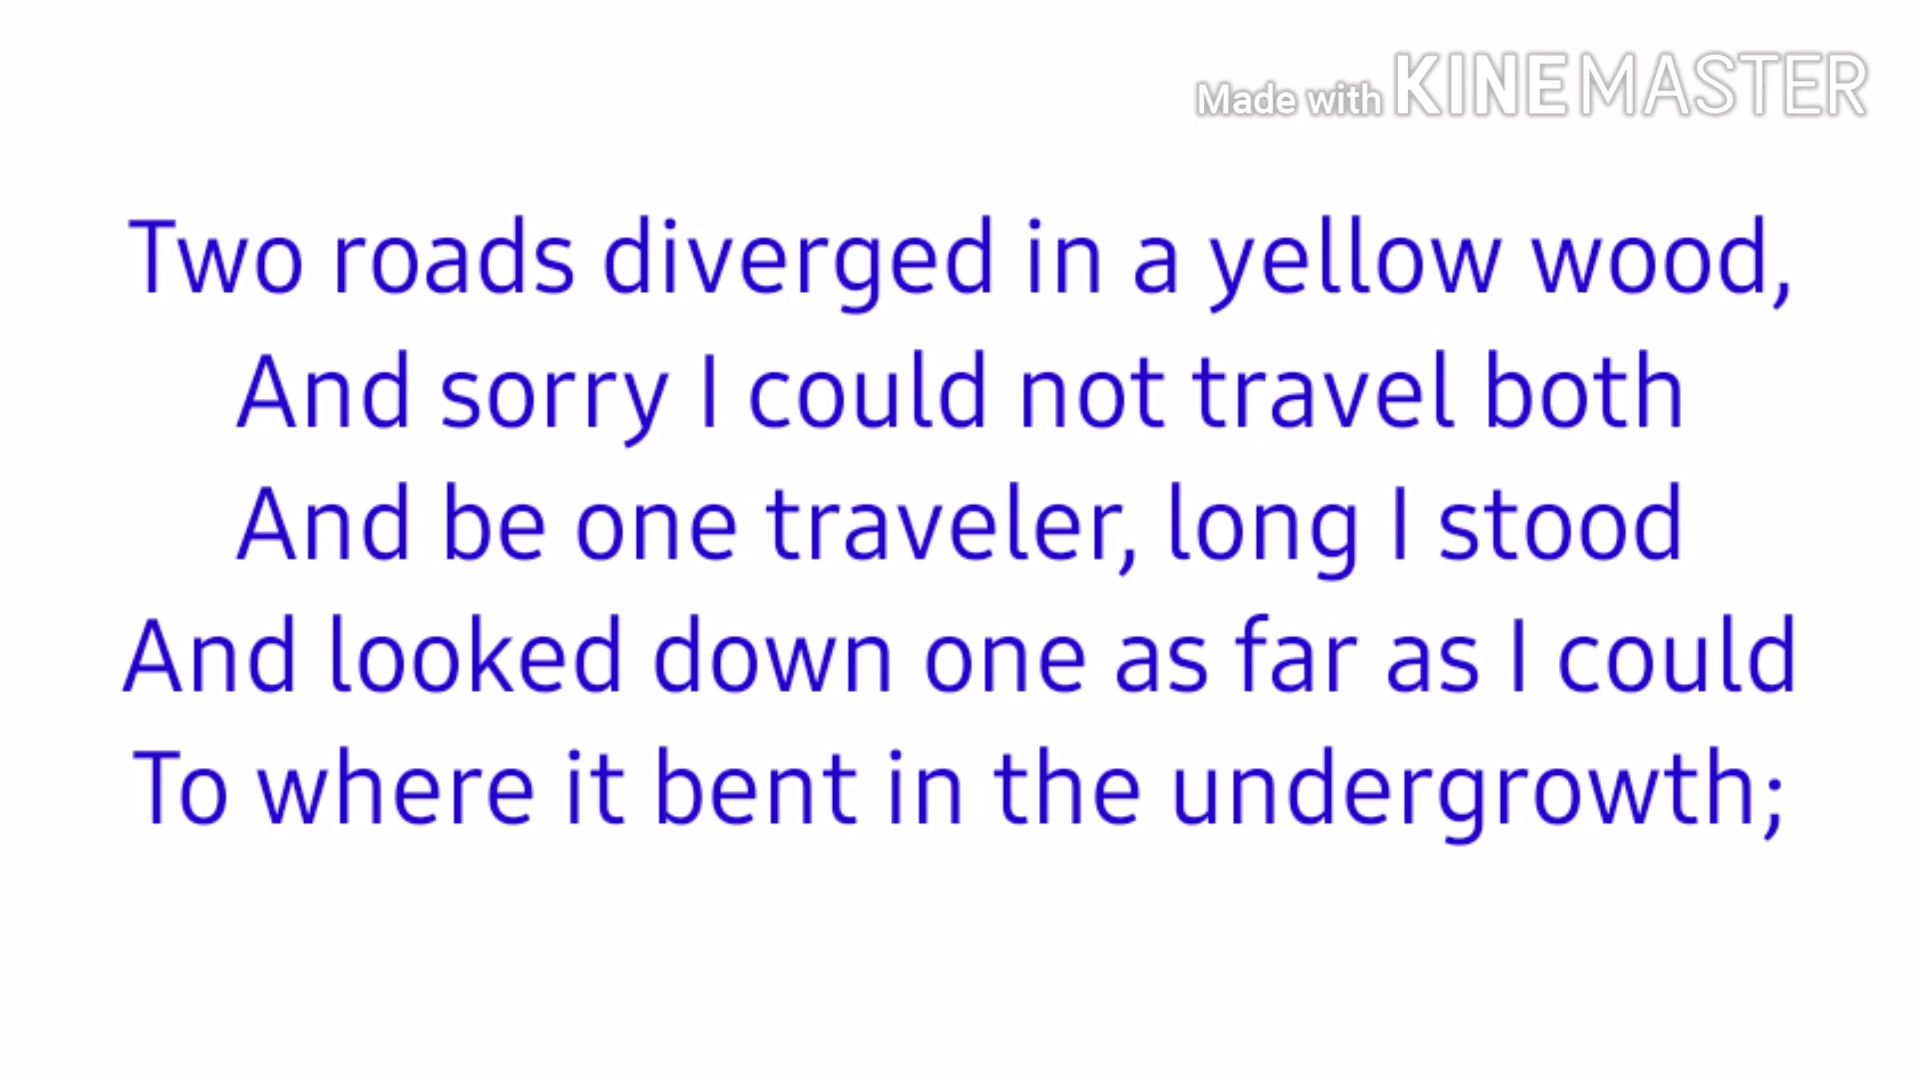 Made with KINEMASTER
Two roads diverged in a yellow wood,
And sorry I could not travel both
And be one traveler, long I stood
And looked down one as far as I could
To where it bent in the undergrowth;